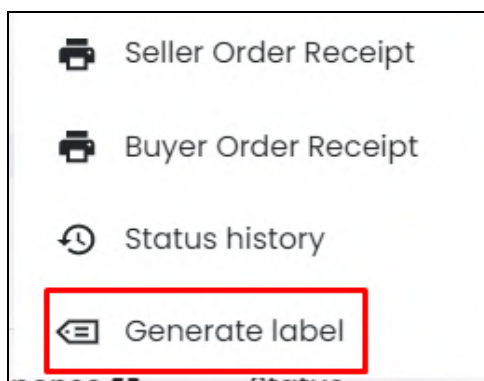 Seller Order Receipt
Buyer Order Receipt
Status history
Generate label